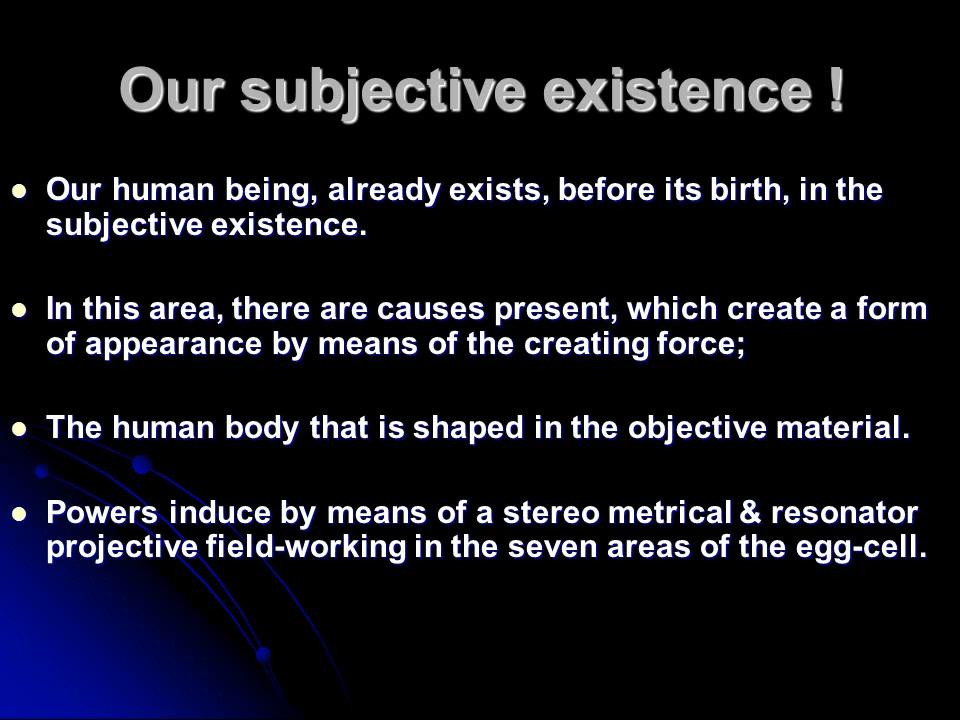 Our subjective existence !
Our human being, already exists, before its birth, in the
subjective existence.
In this area, there are causes present, which create a form
of appearance by means of the creating force;
The human body that is shaped in the objective material.
Powers induce by means of a stereo metrical & resonator
projective field-working in the seven areas of the egg-cell.